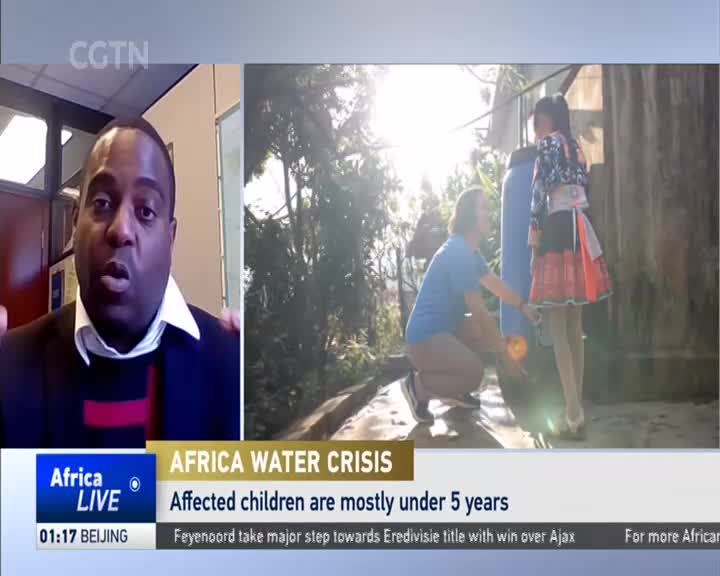 CGTN
AFRICA WATER CRISIS
Affected children are mostly under 5 years
Africa
LIVE
01:17 BEIJING
Feyenoord take major step towards Eredivisie title with win over Ajax
For more African